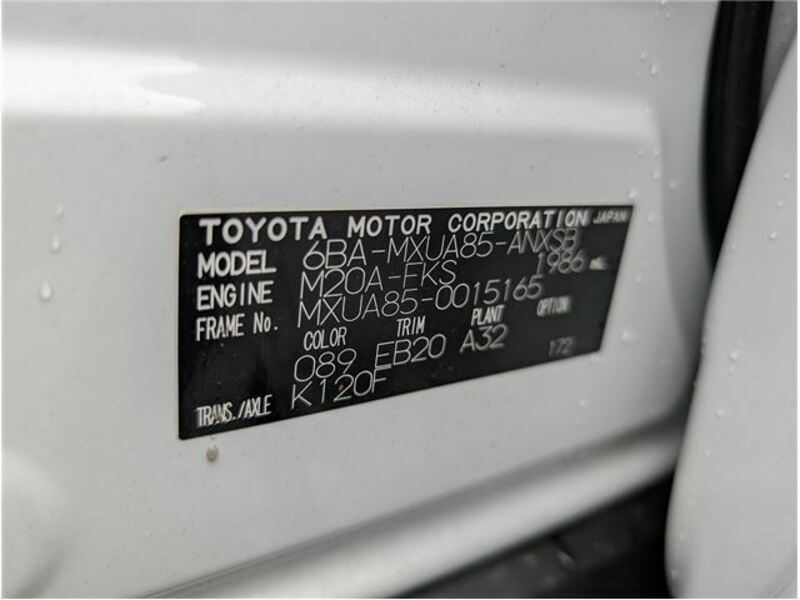 TOYOTA MOTOR CORPORATION JAPAN
MODEL 6BA-MXUA85-ANXSB
ENGINE M20A-FKS 1986 mL
FRAME No. MXUA85-0015165
COLOR TRIM PLANT OPTION
089 EB20 A32 172
TRANS./AXLE K120F